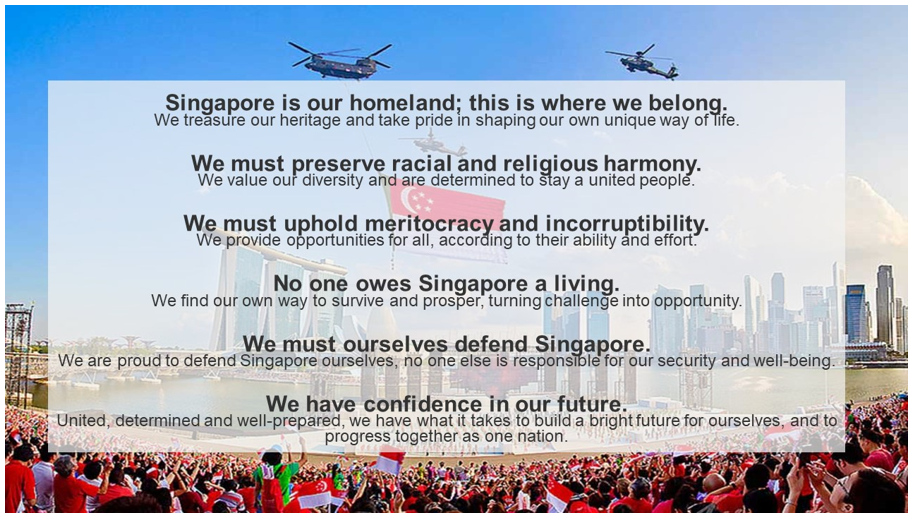 Singapore is our homeland; this is where we belong.
We treasure our heritage and take pride in shaping our own unique way of life.
We must preserve racial and religious harmony.
We value our diversity and are determined to stay a united people.
We must uphold meritocracy and incorruptibility.
We provide opportunities for all, according to their ability and effort.
No one owes Singapore a living.
We find our own way to survive and prosper, turning challenge into opportunity.
We must ourselves defend Singapore.
We are proud to defend Singapore ourselves, no one else is responsible for our security and well-being.
We have confidence in our future.
United, determined and well-prepared, we have what it takes to build a bright future for ourselves, and to
progress together as one nation.